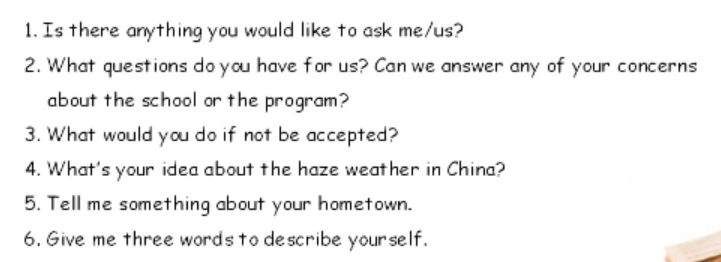 1. Is there anything you would like to ask me/us?
2. What questions do you have for us? Can we answer any of your concerns
about the school or the program?
3. What would you do if not be accepted?
4. What's your idea about the haze weather in China?
5. Tell me something about your hometown.
6. Give me three words to describe yourself.